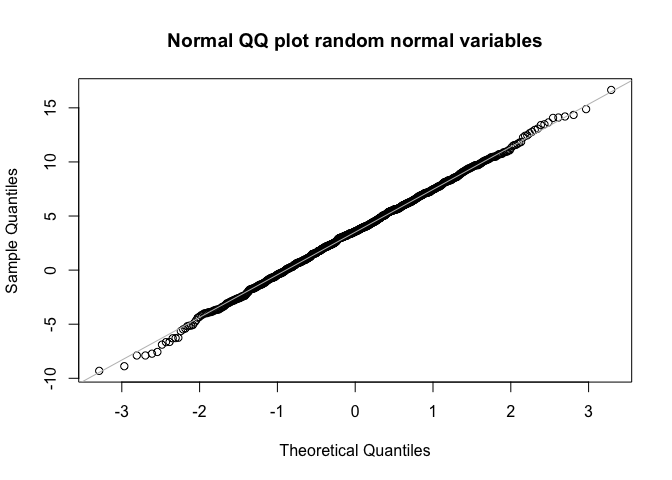 Normal QQ plot random normal variables
Sample Quantiles
15
10
5
0
-5
-10
-3 -2 -1 0 1 2 3
Theoretical Quantiles